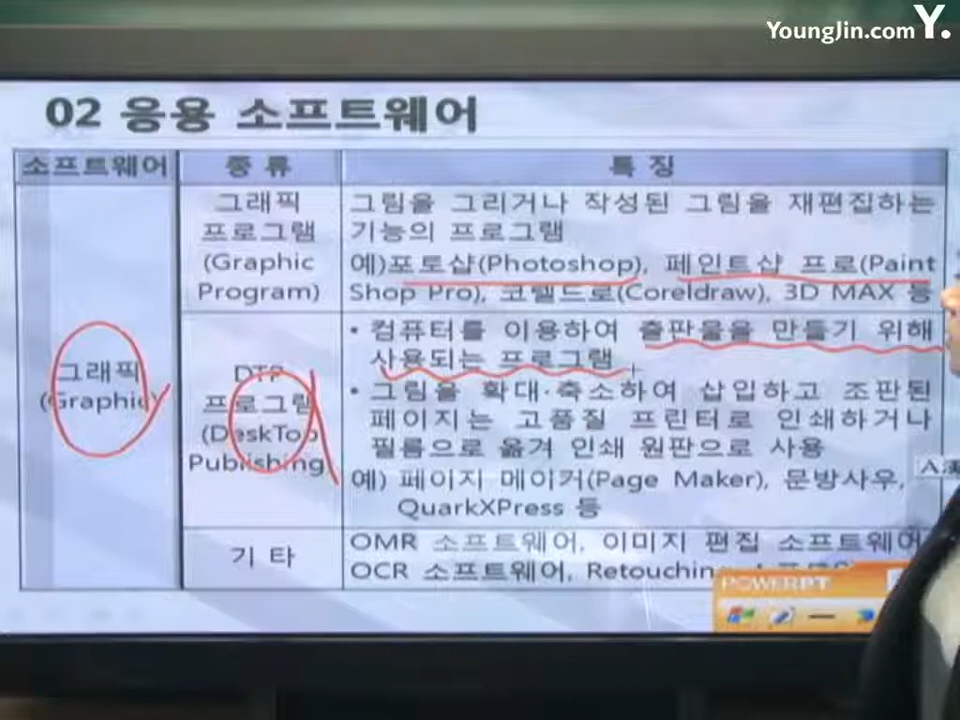 YoungJin.com Y.
02 응용 소프트웨어
소프트웨어
종 류
특 징
그래픽
(Graphic)
그래픽
프로그램
(Graphic
Program)
그림을 그리거나 작성된 그림을 재편집하는
기능의 프로그램
예)포토샵(Photoshop), 페인트샵 프로(Paint
Shop Pro), 코렐드로(Coreldraw), 3D MAX 등
DTP
프로그램
(DeskTop
Publishing)
• 컴퓨터를 이용하여 출판물을 만들기 위해
사용되는 프로그램
• 그림을 확대·축소하여 삽입하고 조판된
페이지는 고품질 프린터로 인쇄하거나
필름으로 옮겨 인쇄 원판으로 사용
예) 페이지 메이커(Page Maker), 문방사우,
QuarkXPress 등
기 타
OMR 소프트웨어, 이미지 편집 소프트웨어
OCR 소프트웨어, Retouching
POWERPT